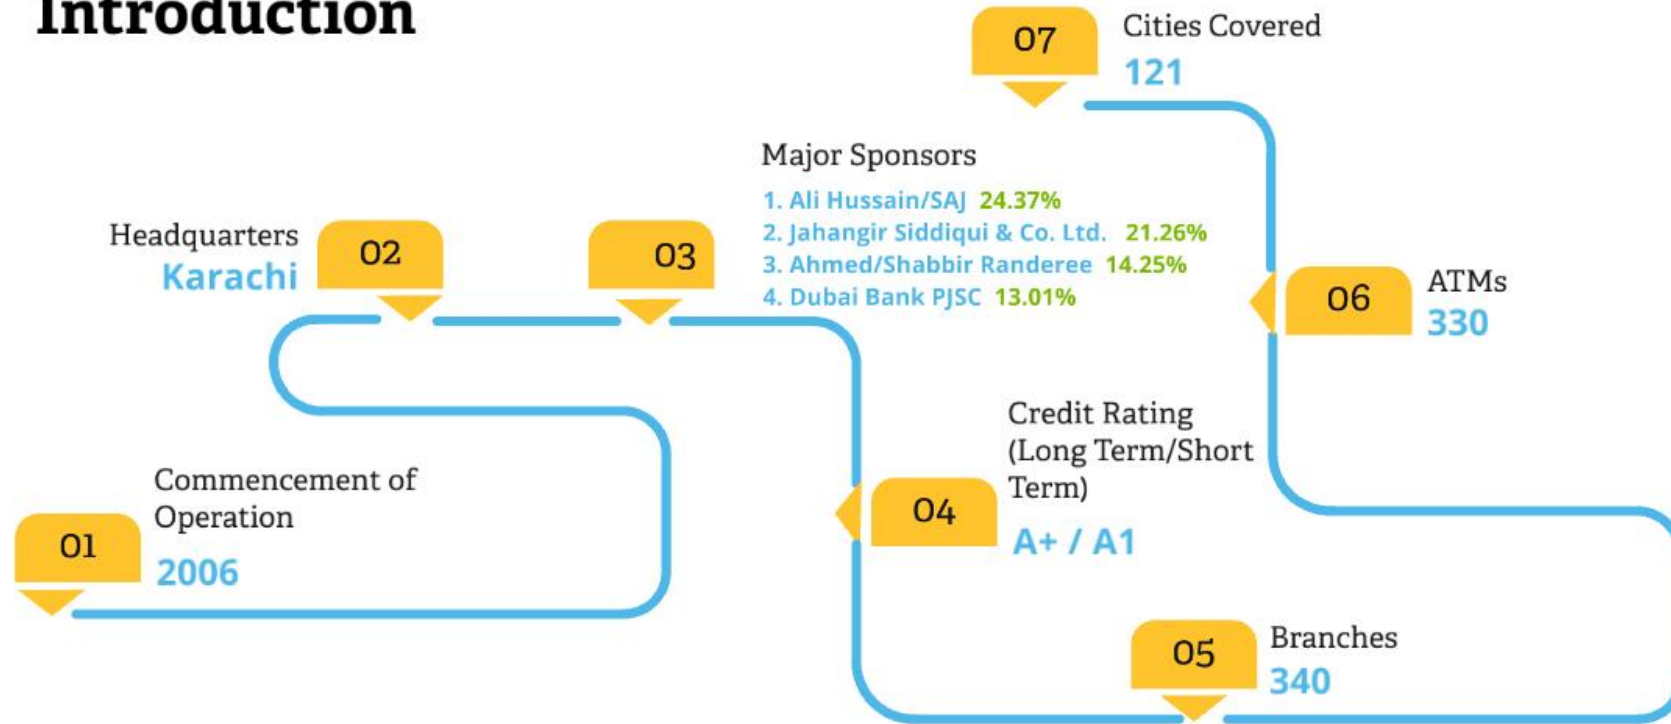 Introduction
01
Commencement of
Operation
2006
Headquarters
Karachi
02
03
Major Sponsors
1. Ali Hussain/SAJ 24.37%
2. Jahangir Siddiqui & Co. Ltd. 21.26%
3. Ahmed/Shabbir Randeree 14.25%
4. Dubai Bank PJSC 13.01%
04
Credit Rating
(Long Term/Short
Term)
A+ / A1
05
Branches
340
06
ATMs
330
07
Cities Covered
121